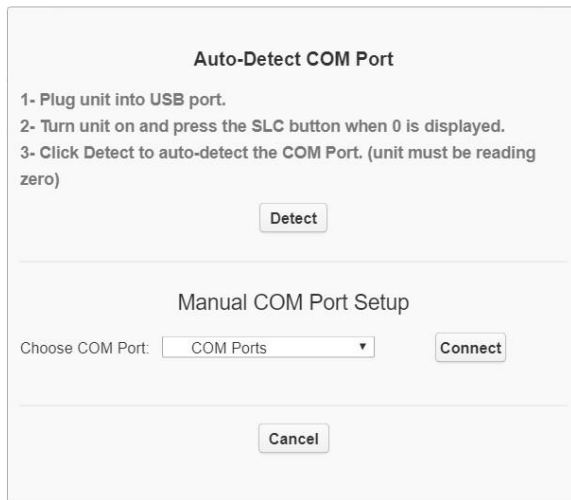 Auto-Detect COM Port
1- Plug unit into USB port.
2- Turn unit on and press the SLC button when 0 is displayed.
3- Click Detect to auto-detect the COM Port. (unit must be reading
zero)
Detect
Manual COM Port Setup
Choose COM Port: COM Ports Connect
Cancel